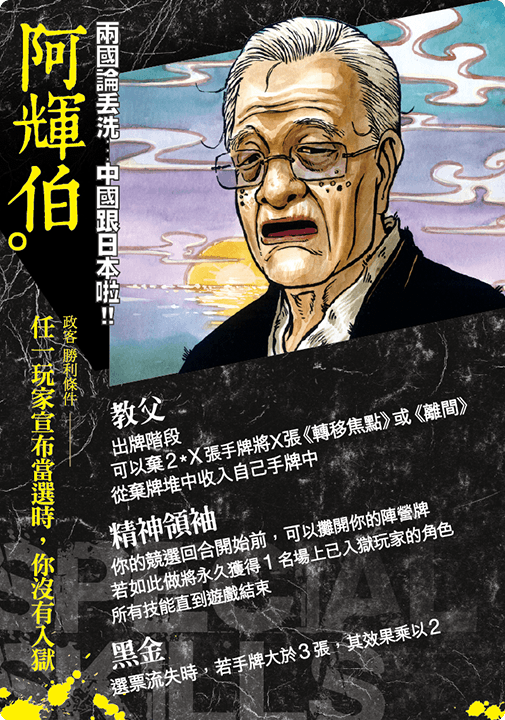 阿輝伯。
兩國論丟洗…中國跟日本啦!!
政客 勝利條件
任一玩家宣布當選時，你沒有入獄
教父
出牌階段
可以棄2*X張手牌將X張《轉移焦點》或《離間》
從棄牌堆中收入自己手牌中
精神領袖
你的競選回合開始前，可以攤開你的陣營牌
若如此做將永久獲得1名場上已入獄玩家的角色
所有技能直到遊戲結束
黑金
選票流失時，若手牌大於3張，其效果乘以2
SPECIAL
SKILLS